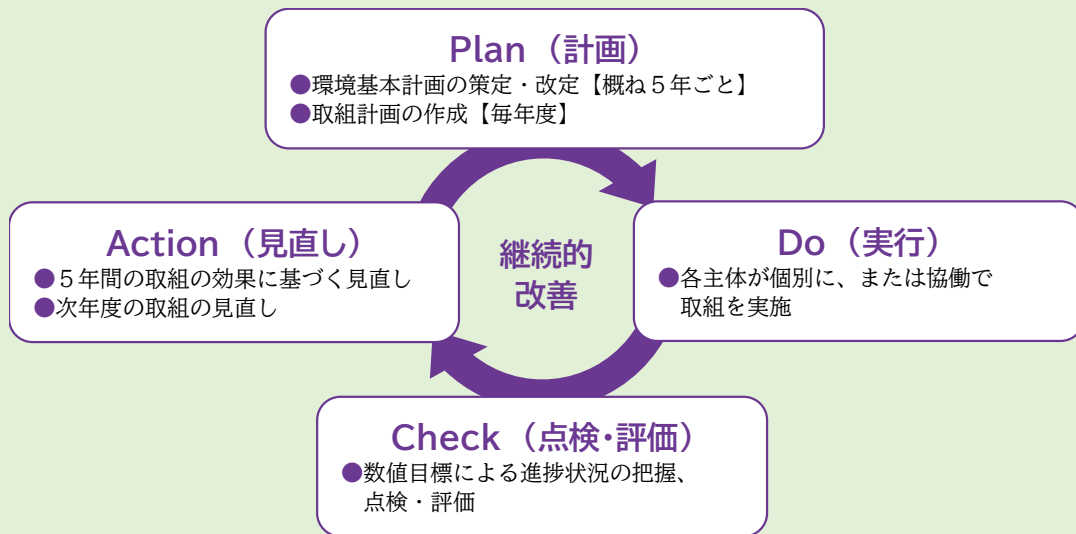 Plan（計画）
●環境基本計画の策定・改定【概ね５年ごと】
●取組計画の作成【毎年度】
Action（見直し）
●５年間の取組の効果に基づく見直し
●次年度の取組の見直し
継続的
改善
Do（実行）
●各主体が個別に、または協働で
取組を実施
Check（点検・評価）
●数値目標による進捗状況の把握、
点検・評価